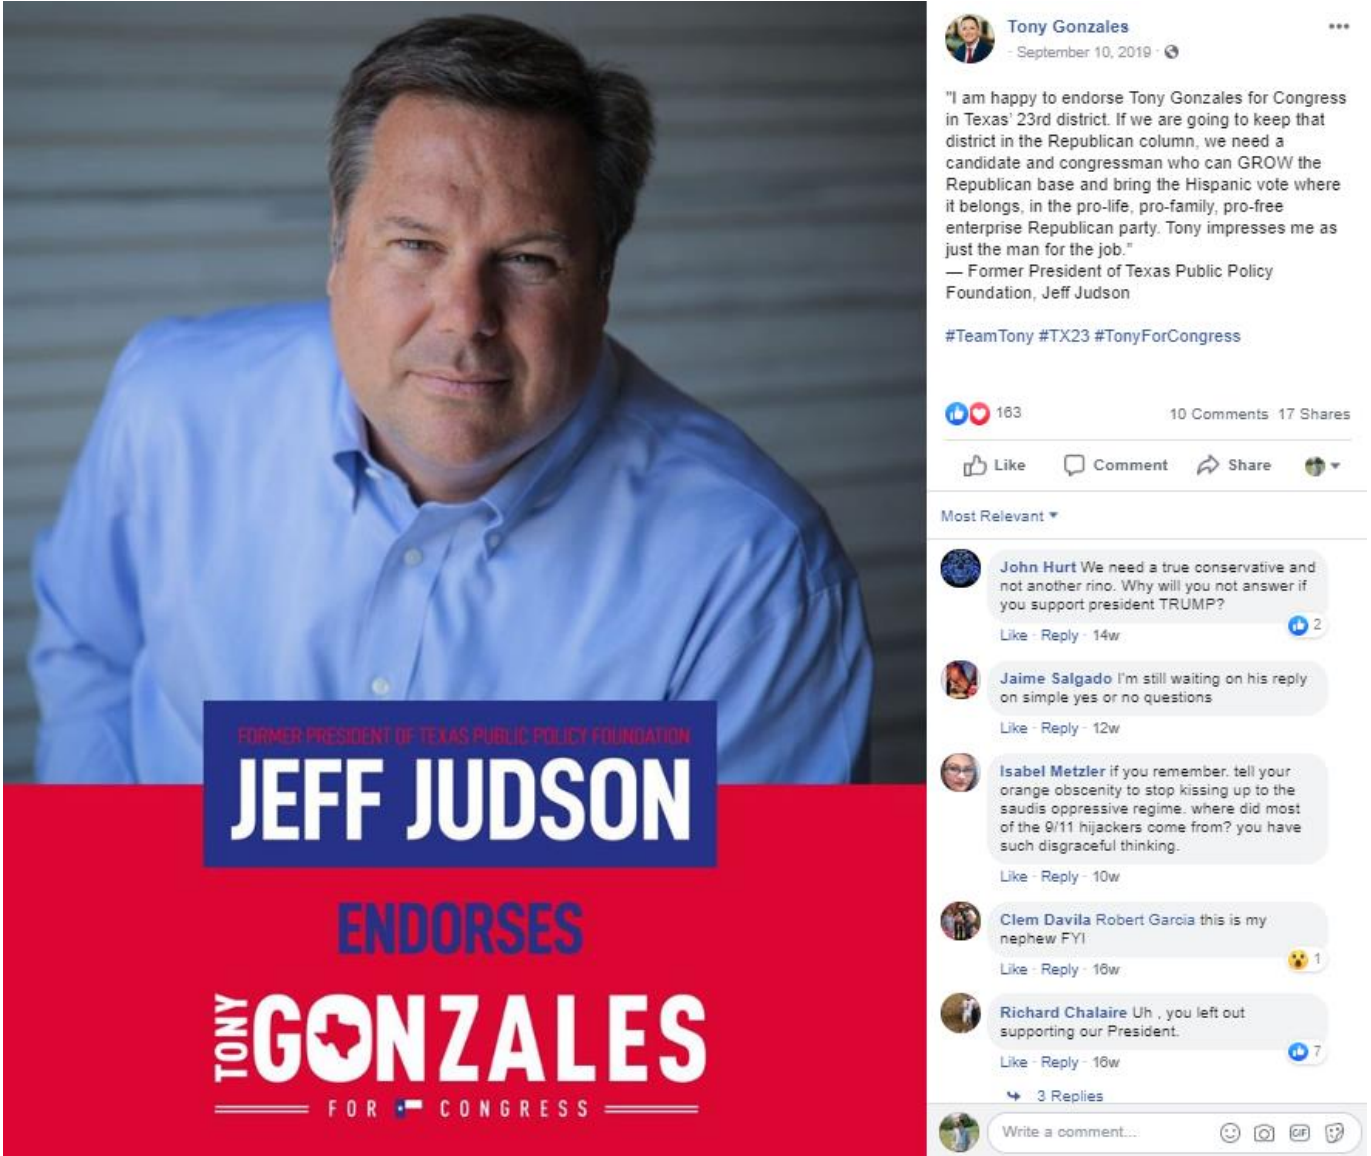 FORMER PRESIDENT OF TEXAS PUBLIC POLICY FOUNDATION
JEFF JUDSON
ENDORSES
TONY
GONZALES
FOR CONGRESS
Tony Gonzales
· September 10, 2019 ·
"I am happy to endorse Tony Gonzales for Congress
in Texas' 23rd district. If we are going to keep that
district in the Republican column, we need a
candidate and congressman who can GROW the
Republican base and bring the Hispanic vote where
it belongs, in the pro-life, pro-family, pro-free
enterprise Republican party. Tony impresses me as
just the man for the job."
— Former President of Texas Public Policy
Foundation, Jeff Judson
#TeamTony #TX23 #TonyForCongress
163
10 Comments 17 Shares
Like Comment Share
Most Relevant
John Hurt We need a true conservative and
not another rino. Why will you not answer if
you support president TRUMP?
2
Like · Reply · 14w
Jaime Salgado I'm still waiting on his reply
on simple yes or no questions
Like · Reply · 12w
Isabel Metzler if you remember. tell your
orange obscenity to stop kissing up to the
saudis oppressive regime. where did most
of the 9/11 hijackers come from? you have
such disgraceful thinking.
Like · Reply · 10w
Clem Davila Robert Garcia this is my
nephew FYI
1
Like · Reply · 16w
Richard Chalaire Uh , you left out
supporting our President.
7
Like · Reply · 16w
3 Replies
Write a comment...
GIF